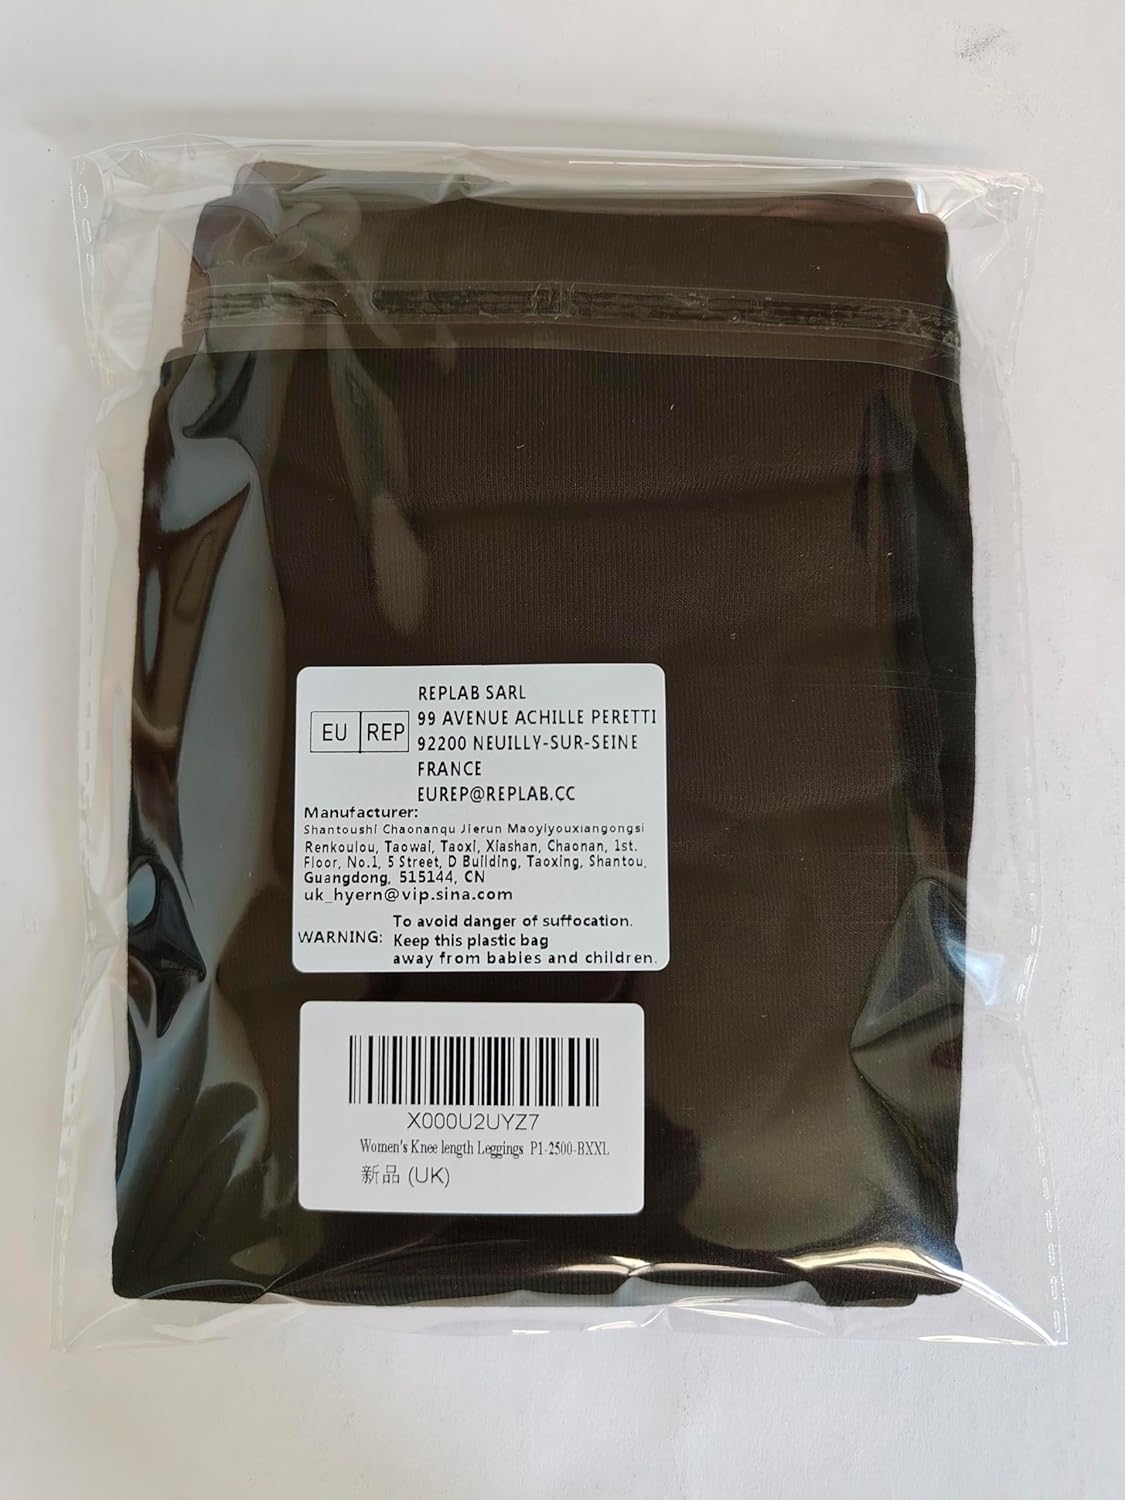 REPLAB SARL
EU REP
99 AVENUE ACHILLE PERETTI
92200 NEUILLY-SUR-SEINE
FRANCE
EUREP@REPLAB.CC
Manufacturer:
Shantoushi Chaonanqu Jierun Maoyiyouxiangongsi
Renkoulou, Taowai, Taoxi, Xiashan, Chaonan, 1st.
Floor, No.1, 5 Street, D Building, Taoxing, Shantou,
Guangdong, 515144, CN
uk_hyern@vip.sina.com
To avoid danger of suffocation.
WARNING: Keep this plastic bag
away from babies and children.
X000U2UYZ7
Women's Knee length Leggings P1-2500-BXXL
新品 (UK)